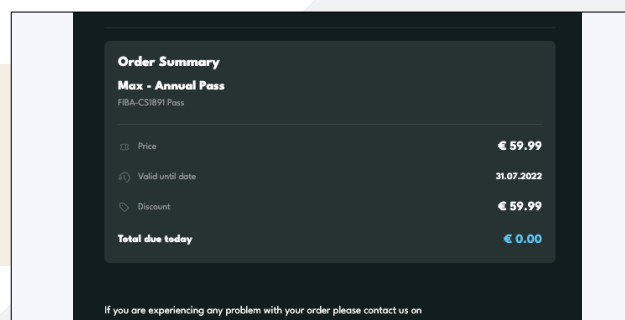 Order Summary
Max - Annual Pass
FIBA-CS1891 Pass
Price € 59.99
Valid until date 31.07.2022
Discount € 59.99
Total due today € 0.00
If you are experiencing any problem with your order please contact us on